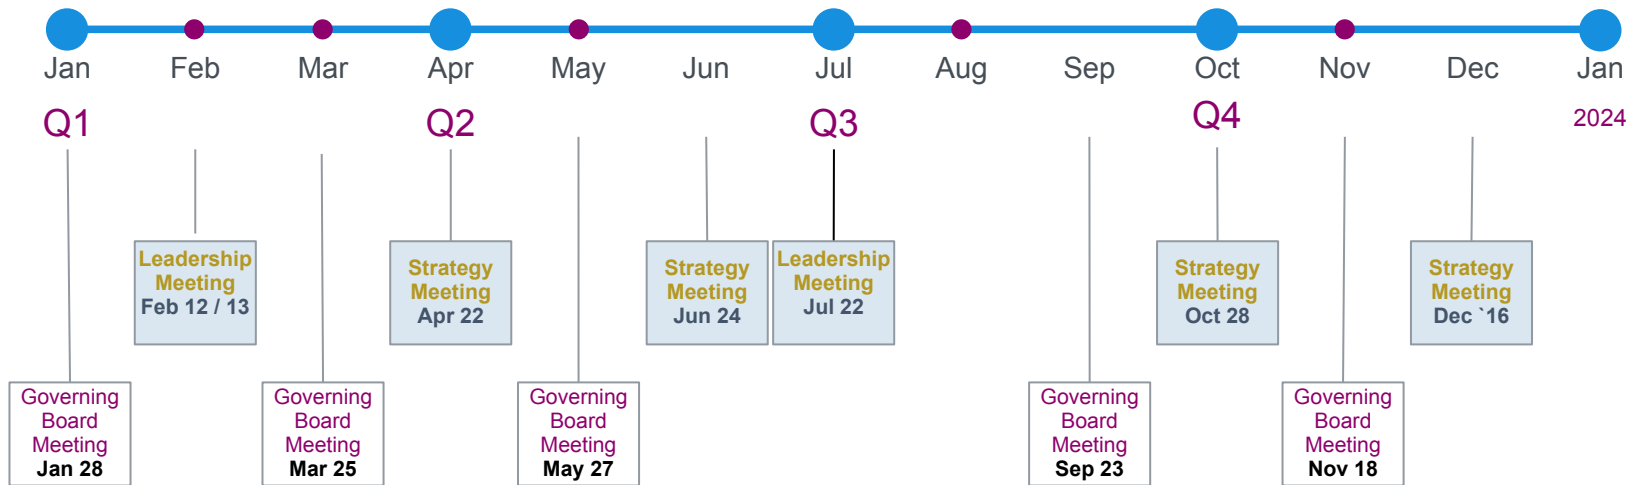 Jan
Feb
Mar
Apr
May
Jun
Jul
Aug
Sep
Oct
Nov
Dec
Jan
Q1
Q2
Q3
Q4
2024
Leadership
Meeting
Feb 12 / 13
Strategy
Meeting
Apr 22
Strategy
Meeting
Jun 24
Leadership
Meeting
Jul 22
Strategy
Meeting
Oct 28
Strategy
Meeting
Dec `16
Governing
Board
Meeting
Jan 28
Governing
Board
Meeting
Mar 25
Governing
Board
Meeting
May 27
Governing
Board
Meeting
Sep 23
Governing
Board
Meeting
Nov 18